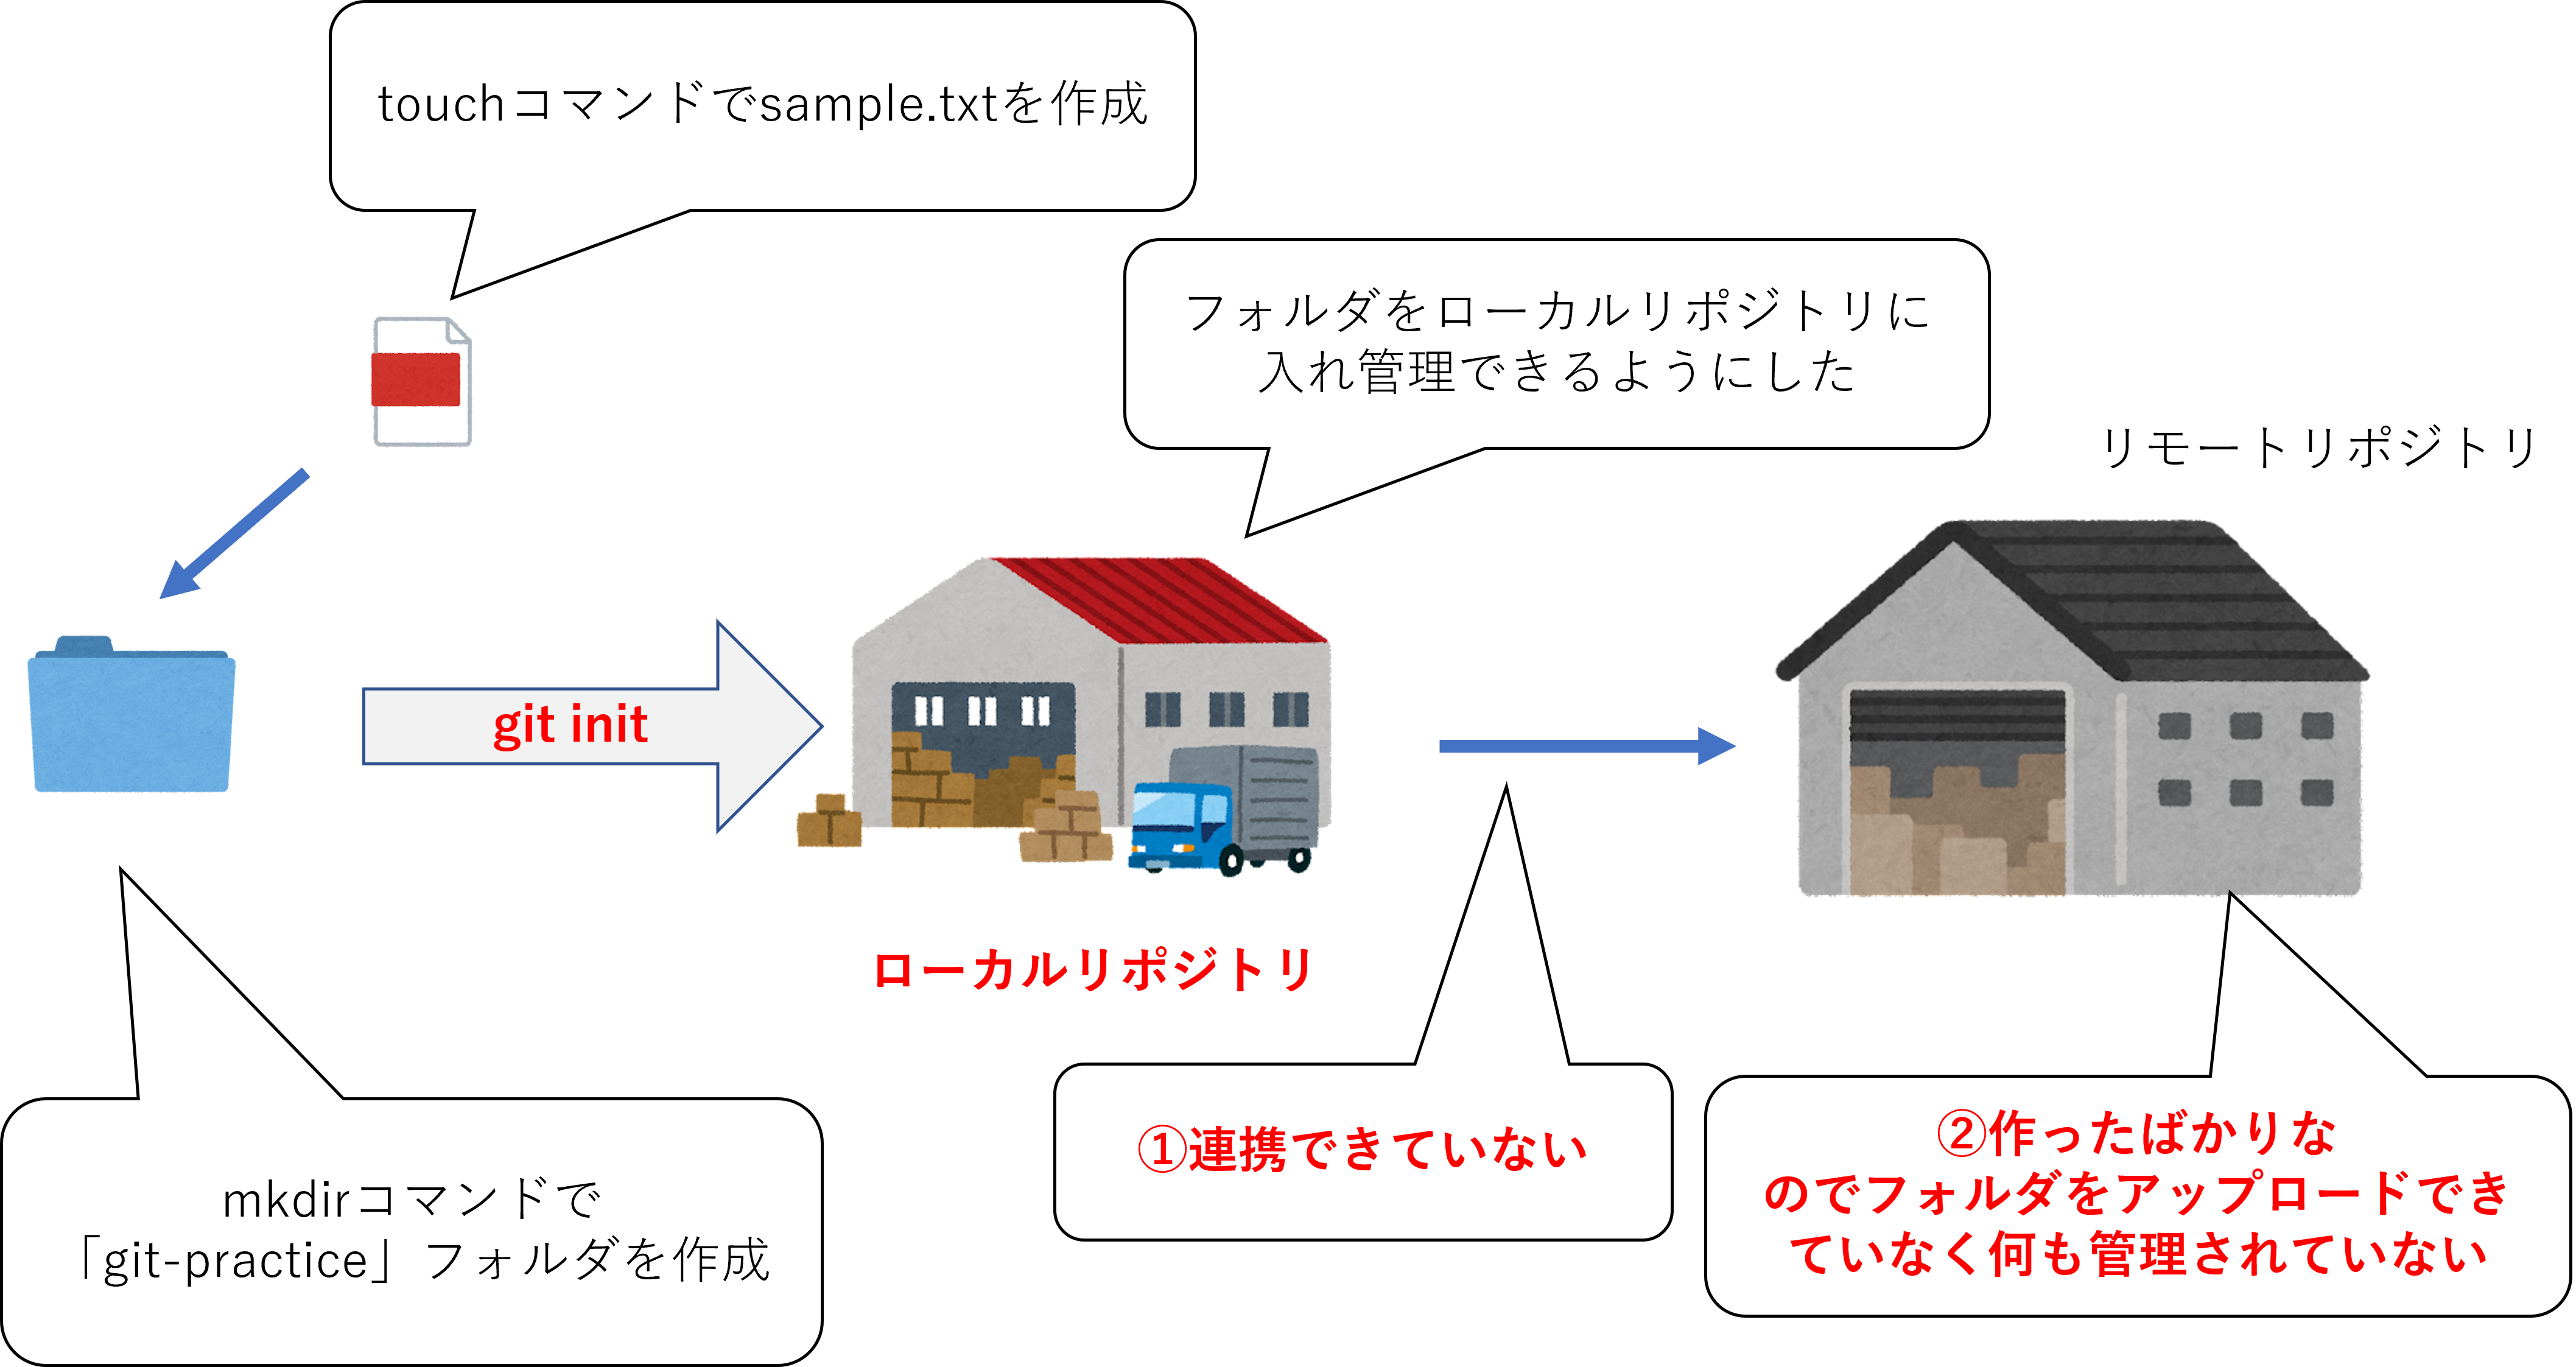 touchコマンドでsample.txtを作成
フォルダをローカルリポジトリに
入れ管理できるようにした
リモートリポジトリ
git init
ローカルリポジトリ
①連携できていない
②作ったばかりな
のでフォルダをアップロードでき
ていなく何も管理されていない
mkdirコマンドで
「git-practice」フォルダを作成